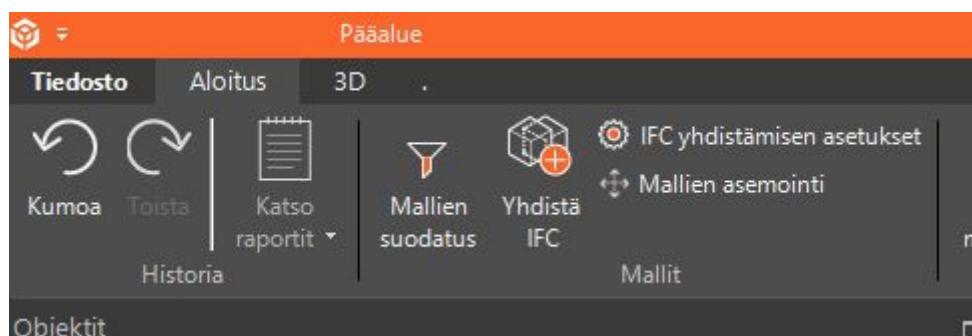 Pääalue
Tiedosto Aloitus 3D .
Kumoa Toista Katso raportit
Mallien suodatus Yhdistä IFC
IFC yhdistämisen asetukset
Mallien asemointi
Historia Mallit
Objektit